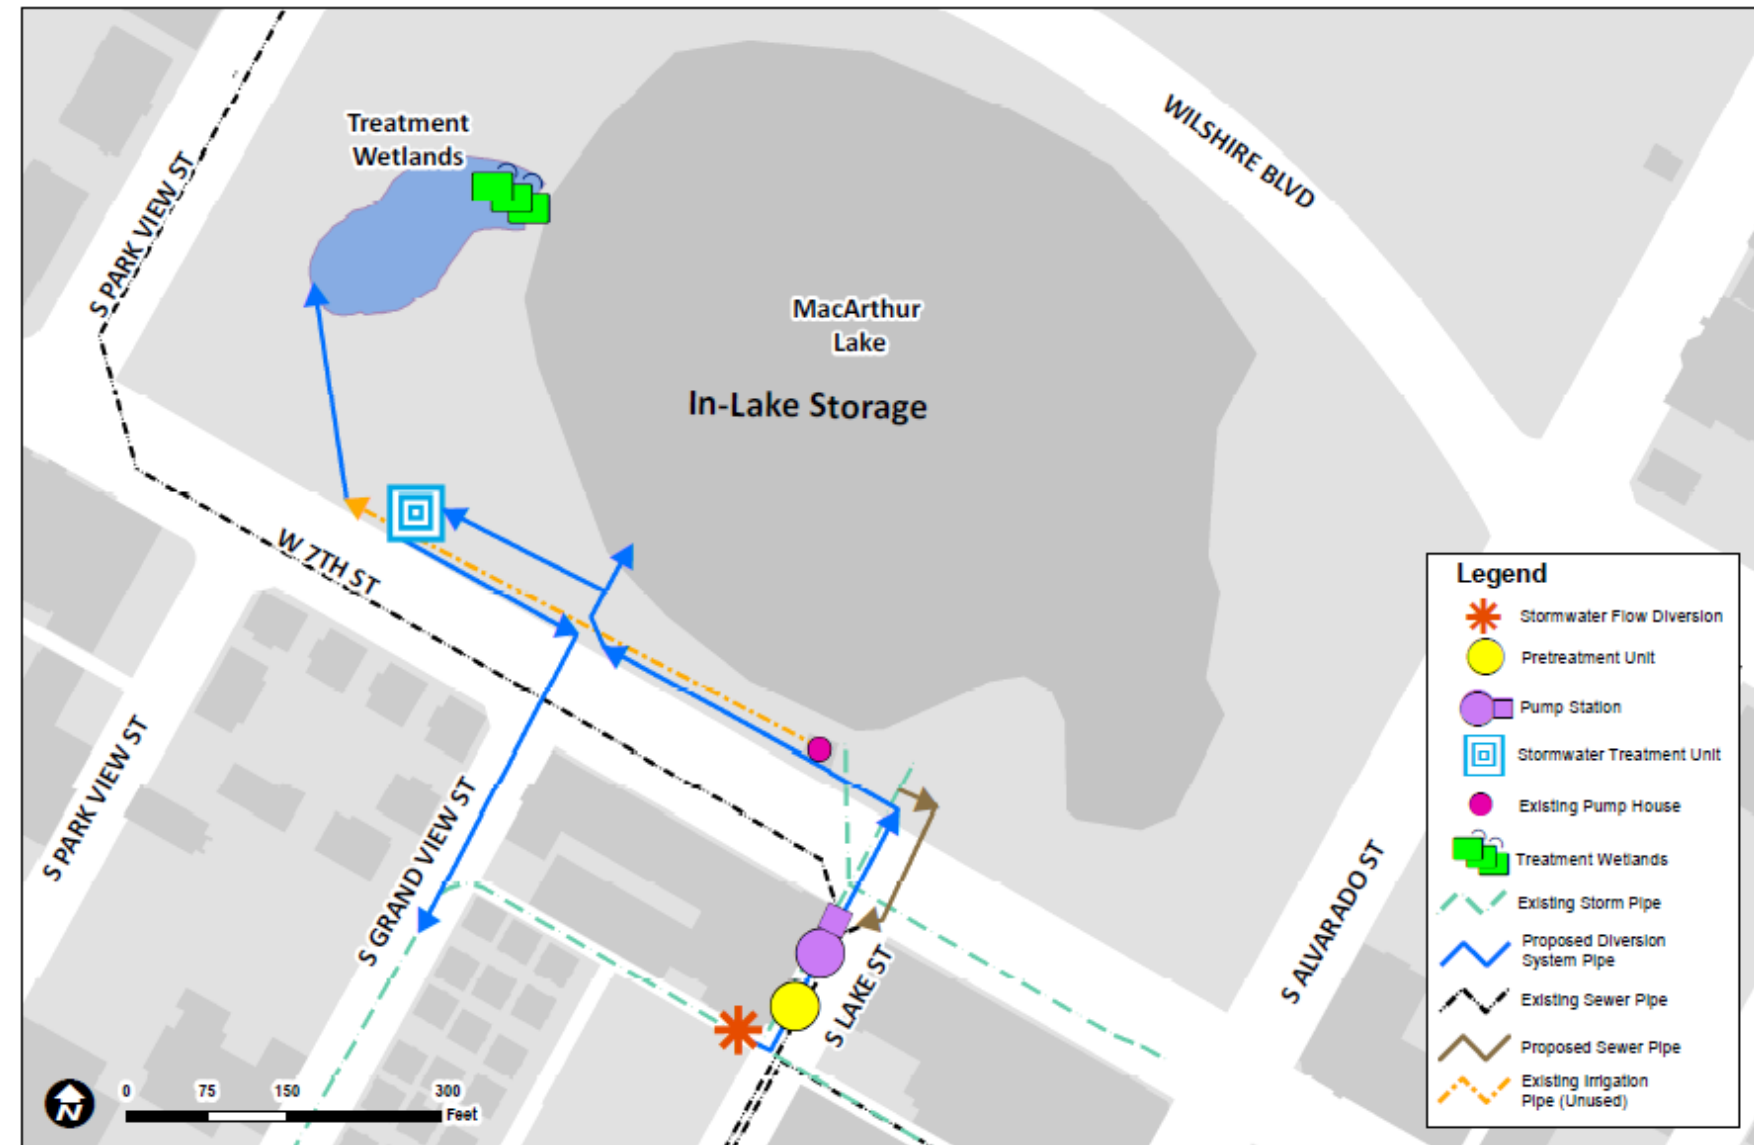 Treatment
Wetlands
WILSHIRE BLVD
S PARK VIEW ST
MacArthur
Lake
In-Lake Storage
W 7TH ST
S PARK VIEW ST
S GRAND VIEW ST
S LAKE ST
S ALVARADO ST
Legend
Stormwater Flow Diversion
Pretreatment Unit
Pump Station
Stormwater Treatment Unit
Existing Pump House
Treatment Wetlands
Existing Storm Pipe
Proposed Diversion
System Pipe
Existing Sewer Pipe
Proposed Sewer Pipe
Existing Irrigation
Pipe (Unused)
N
0 75 150 300
Feet